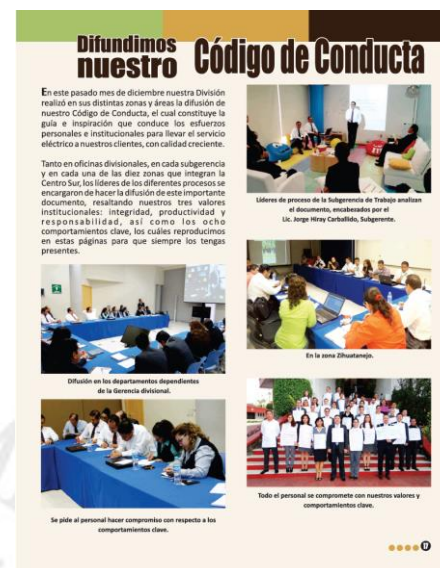 Difundimos
nuestro Código de Conducta
En este pasado mes de diciembre nuestra División
realizó en sus distintas zonas y áreas la difusión de
nuestro Código de Conducta, el cual constituye la
guía e inspiración que conduce los esfuerzos
personales e institucionales para llevar el servicio
eléctrico a nuestros clientes, con calidad creciente.
Tanto en oficinas divisionales, en cada subgerencia
y en cada una de las diez zonas que integran la
Centro Sur, los líderes de los diferentes procesos se
encargaron de hacer la difusión de este importante
documento, resaltando nuestros tres valores
institucionales: integridad, productividad y
responsabilidad, así como los ocho
comportamientos clave, los cuáles reproducimos
en estas páginas para que siempre los tengas
presentes.
Difusión en los departamentos dependientes
de la Gerencia divisional.
Se pide al personal hacer compromiso con respecto a los
comportamientos clave.
Líderes de proceso de la Subgerencia de Trabajo analizan
el documento, encabezados por el
Lic. Jorge Hiray Carballido, Subgerente.
En la zona Zihuatanejo.
Todo el personal se compromete con nuestros valores y
comportamientos clave.
17